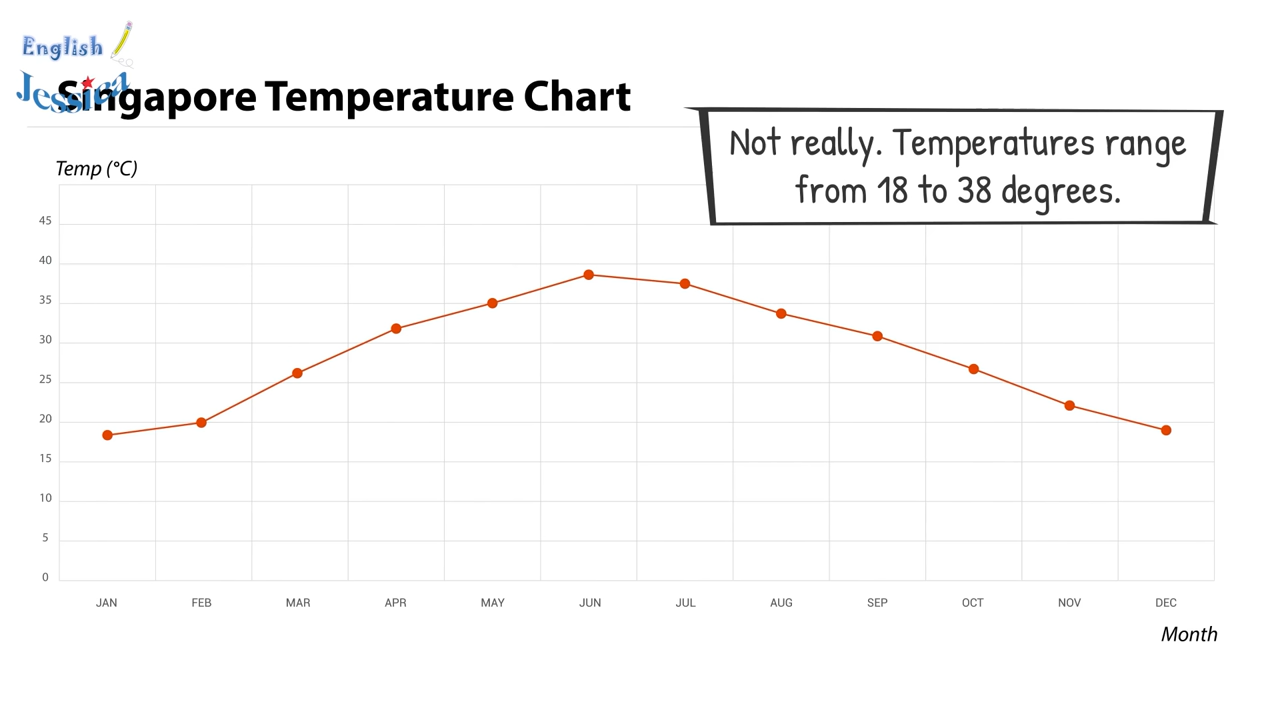 English
Jessica
Singapore Temperature Chart
Not really. Temperatures range
from 18 to 38 degrees.
Temp (°C)
45
40
35
30
25
20
15
10
5
0
JAN FEB MAR APR MAY JUN JUL AUG SEP OCT NOV DEC
Month